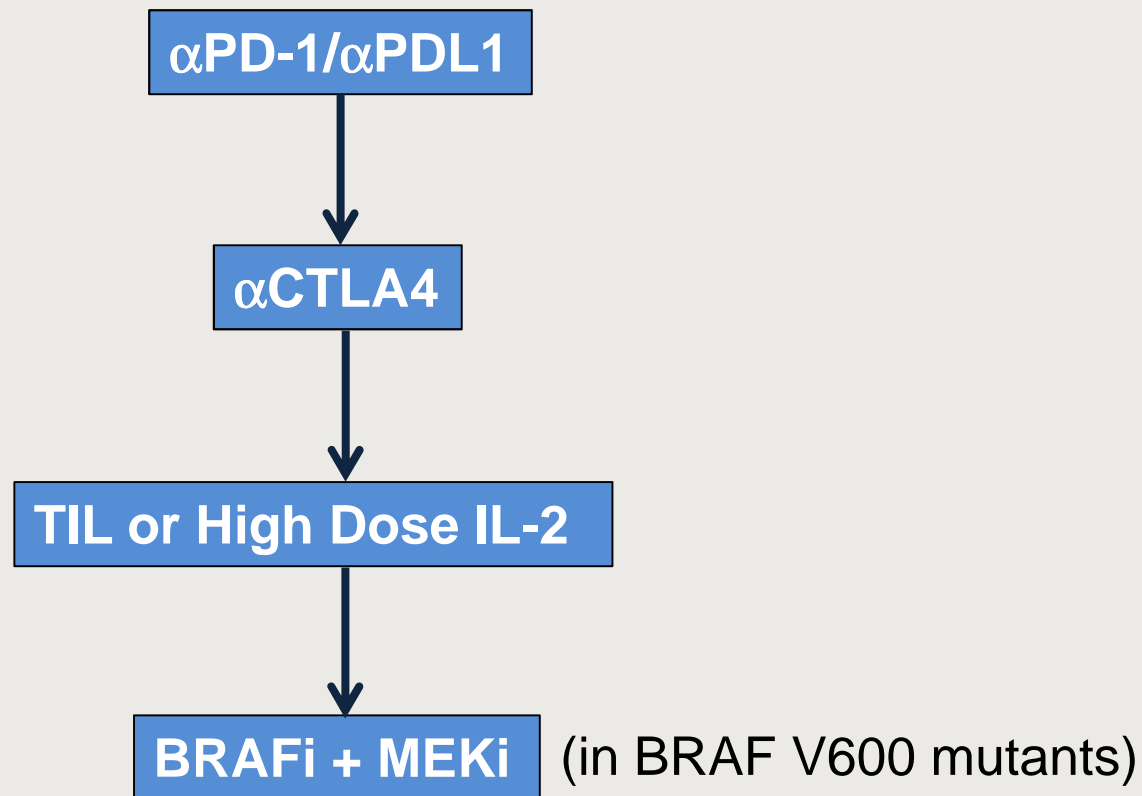 αPD-1/αPDL1
αCTLA4
TIL or High Dose IL-2
BRAFi + MEKi (in BRAF V600 mutants)